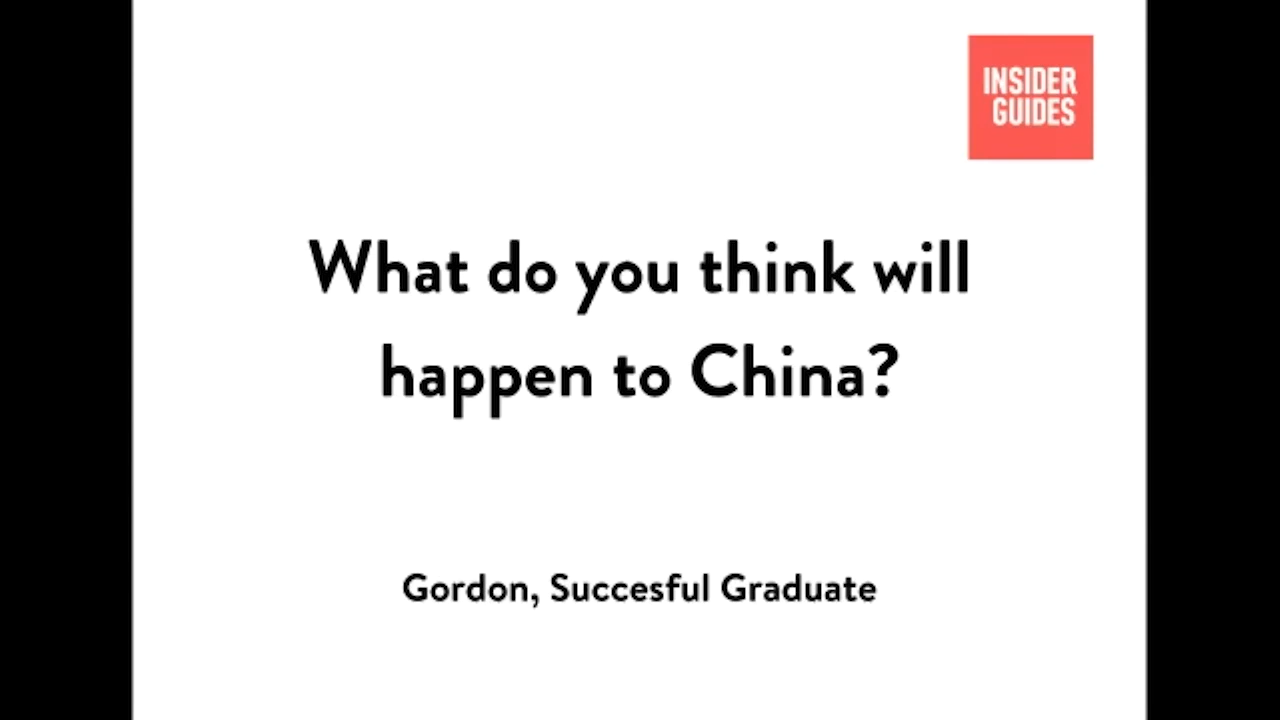 INSIDER
GUIDES
What do you think will
happen to China?
Gordon, Succesful Graduate